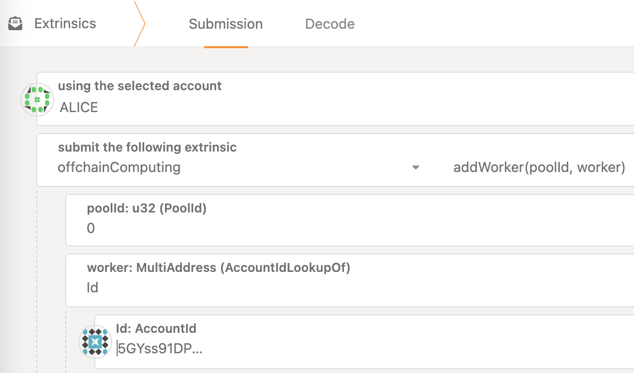 Extrinsics Submission Decode
using the selected account
ALICE
submit the following extrinsic
offchainComputing addWorker(poolId, worker)
poolId: u32 (PoolId)
0
worker: MultiAddress (AccountIdLookupOf)
Id
Id: AccountId
5GYss91DP...